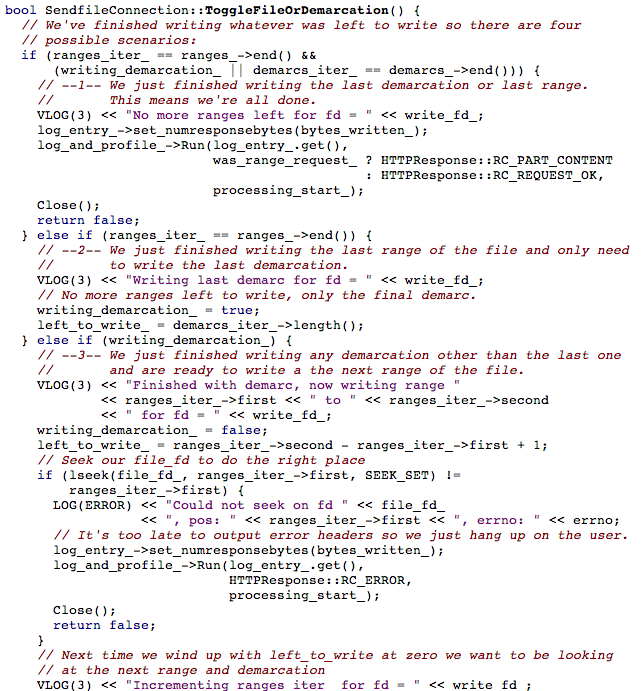 bool SendfileConnection::ToggleFileOrDemarcation() {
  // We've finished writing whatever was left to write so there are four
  // possible scenarios:
  if (ranges_iter_ == ranges_->end() &&
      (writing_demarcation_ || demarcs_iter_ == demarcs_->end())) {
    // --1-- We just finished writing the last demarcation or last range.
    //       This means we're all done.
    VLOG(3) << "No more ranges left for fd = " << write_fd_;
    log_entry_->set_numresponsebytes(bytes_written_);
    log_and_profile_->Run(log_entry_.get(),
                          was_range_request_ ? HTTPResponse::RC_PART_CONTENT
                                             : HTTPResponse::RC_REQUEST_OK,
                          processing_start_);
    Close();
    return false;
  } else if (ranges_iter_ == ranges_->end()) {
    // --2-- We just finished writing the last range of the file and only need
    //       to write the last demarcation.
    VLOG(3) << "Writing last demarc for fd = " << write_fd_;
    // No more ranges left to write, only the final demarc.
    writing_demarcation_ = true;
    left_to_write_ = demarcs_iter_->length();
  } else if (writing_demarcation_) {
    // --3-- We just finished writing any demarcation other than the last one
    //       and are ready to write a the next range of the file.
    VLOG(3) << "Finished with demarc, now writing range "
            << ranges_iter_->first << " to " << ranges_iter_->second
            << " for fd = " << write_fd_;
    writing_demarcation_ = false;
    left_to_write_ = ranges_iter_->second - ranges_iter_->first + 1;
    // Seek our file_fd_ to do the right place
    if (lseek(file_fd_, ranges_iter_->first, SEEK_SET) !=
        ranges_iter_->first) {
      LOG(ERROR) << "Could not seek on fd " << file_fd_
                 << ", pos: " << ranges_iter_->first << ", errno: " << errno;
      // It's too late to output error headers so we just hang up on the user.
      log_entry_->set_numresponsebytes(bytes_written_);
      log_and_profile_->Run(log_entry_.get(),
                            HTTPResponse::RC_ERROR,
                            processing_start_);
      Close();
      return false;
    }
    // Next time we wind up with left_to_write at zero we want to be looking
    // at the next range and demarcation
    VLOG(3) << "Incrementing ranges_iter_ for fd = " << write_fd_;